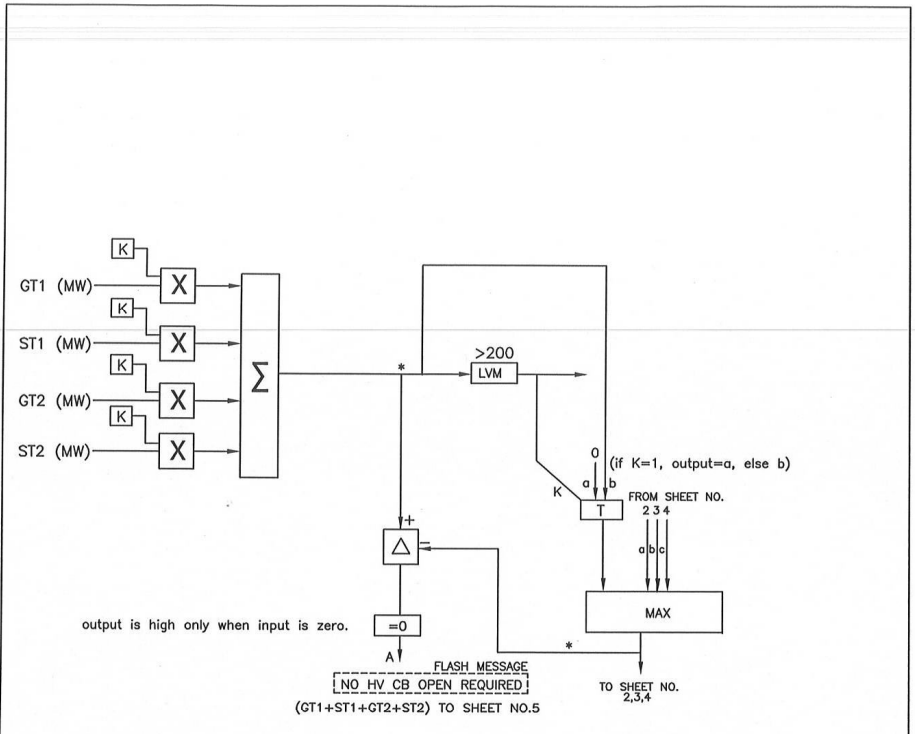 K
GT1 (MW)
X
K
ST1 (MW)
X
K
GT2 (MW)
X
K
ST2 (MW)
X
Σ
*
>200
LVM
0
(if K=1, output=a, else b)
a
b
K
T
FROM SHEET NO.
2 3 4
a b c
MAX
+
△
−
output is high only when input is zero.
=0
*
A
FLASH MESSAGE
NO HV CB OPEN REQUIRED
(GT1+ST1+GT2+ST2) TO SHEET NO.5
TO SHEET NO.
2,3,4